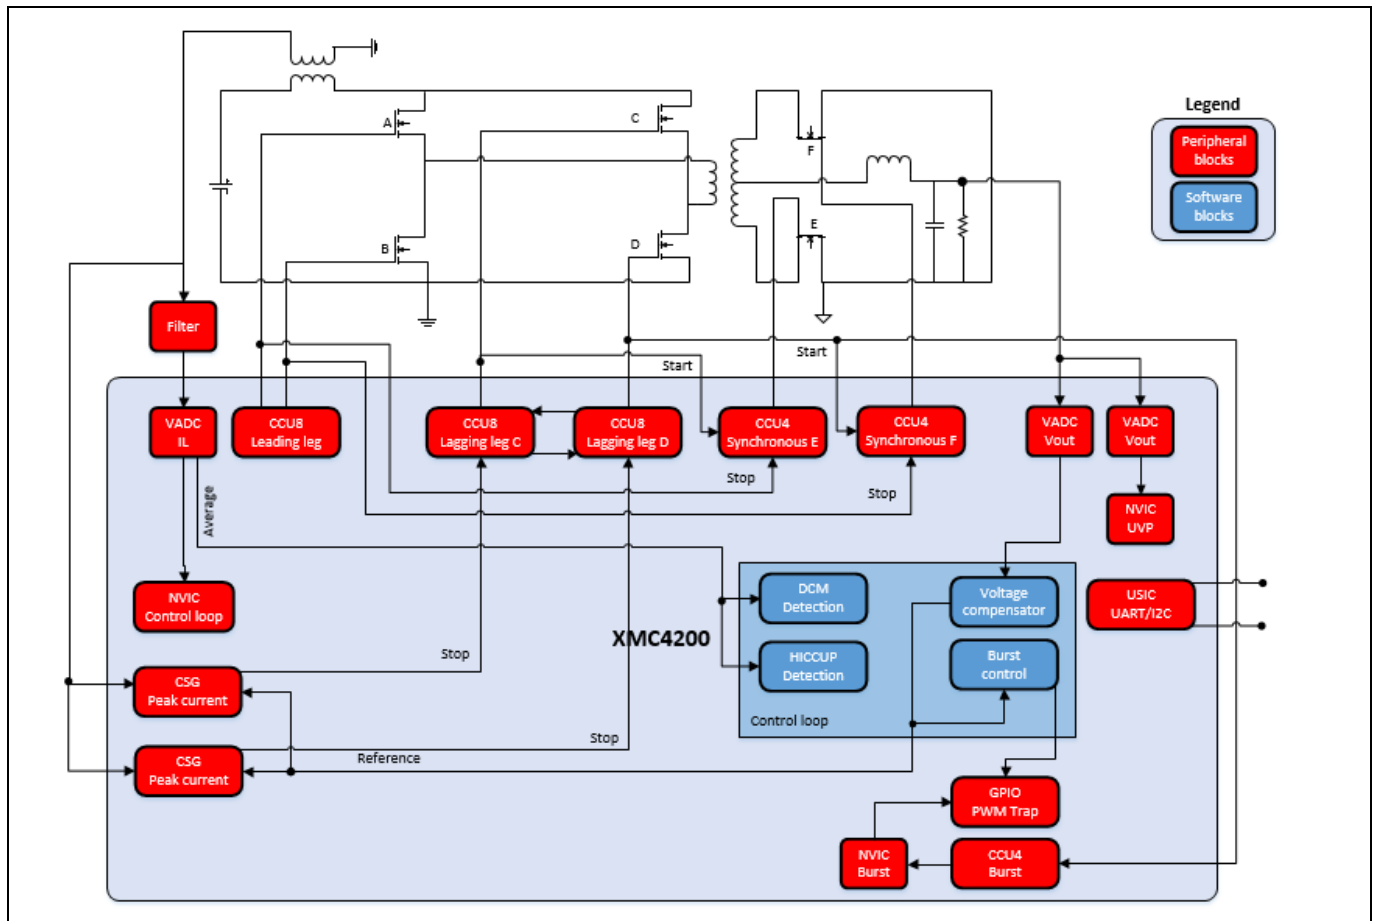 Legend
Peripheral
blocks
Software
blocks
A
C
F
B
D
E
Filter
Start
Start
VADC
IL
CCU8
Leading leg
CCU8
Lagging leg C
CCU8
Lagging leg D
CCU4
Synchronous E
CCU4
Synchronous F
VADC
Vout
VADC
Vout
Average
Stop
Stop
NVIC
UVP
NVIC
Control loop
DCM
Detection
Voltage
compensator
USIC
UART/I2C
XMC4200
Stop
HICCUP
Detection
Burst
control
CSG
Peak current
Control loop
Stop
Reference
CSG
Peak current
GPIO
PWM Trap
NVIC
Burst
CCU4
Burst